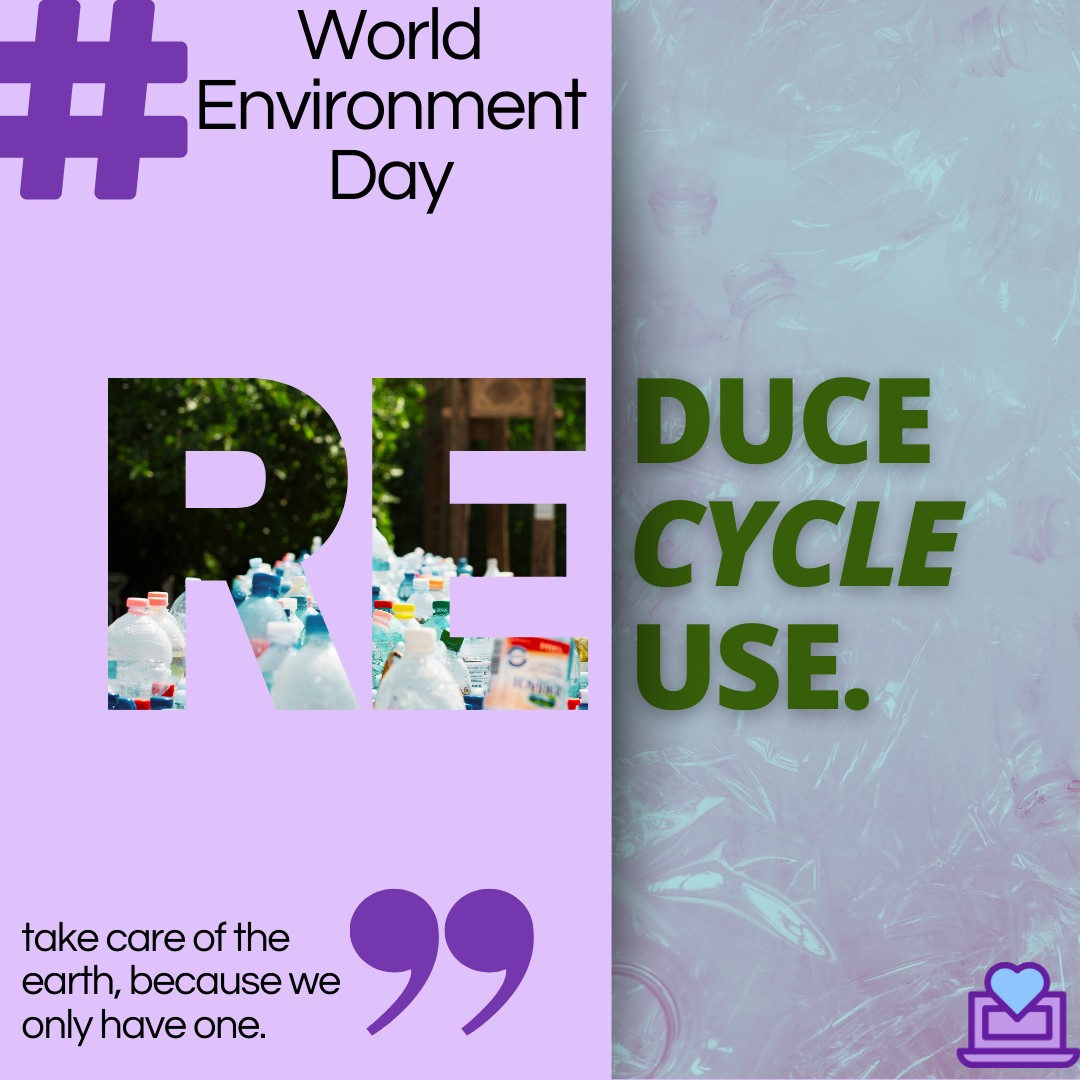 #
World
Environment
Day
RE
DUCE
CYCLE
USE.
take care of the
earth, because we
only have one.
”